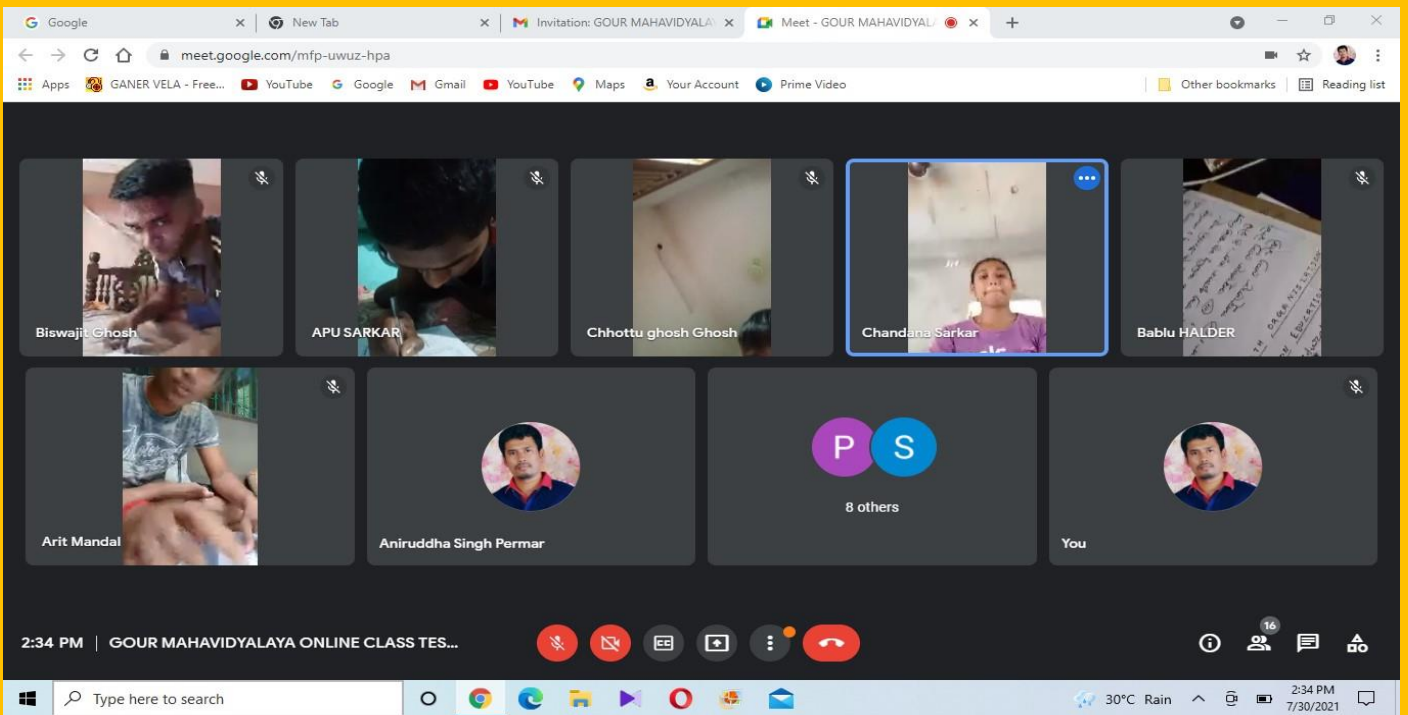 Google
New Tab
Invitation: GOUR MAHAVIDYALA
Meet - GOUR MAHAVIDYAL
meet.google.com/mfp-uwuz-hpa
Apps GANER VELA - Free... YouTube Google Gmail YouTube Maps Your Account Prime Video Other bookmarks Reading list
Biswajit Ghosh
APU SARKAR
Chhottu ghosh Ghosh
Chandana Sarkar
Bablu HALDER
Arit Mandal
Aniruddha Singh Permar
P S
8 others
You
2:34 PM | GOUR MAHAVIDYALAYA ONLINE CLASS TES...
16
Type here to search
30°C Rain
2:34 PM
7/30/2021